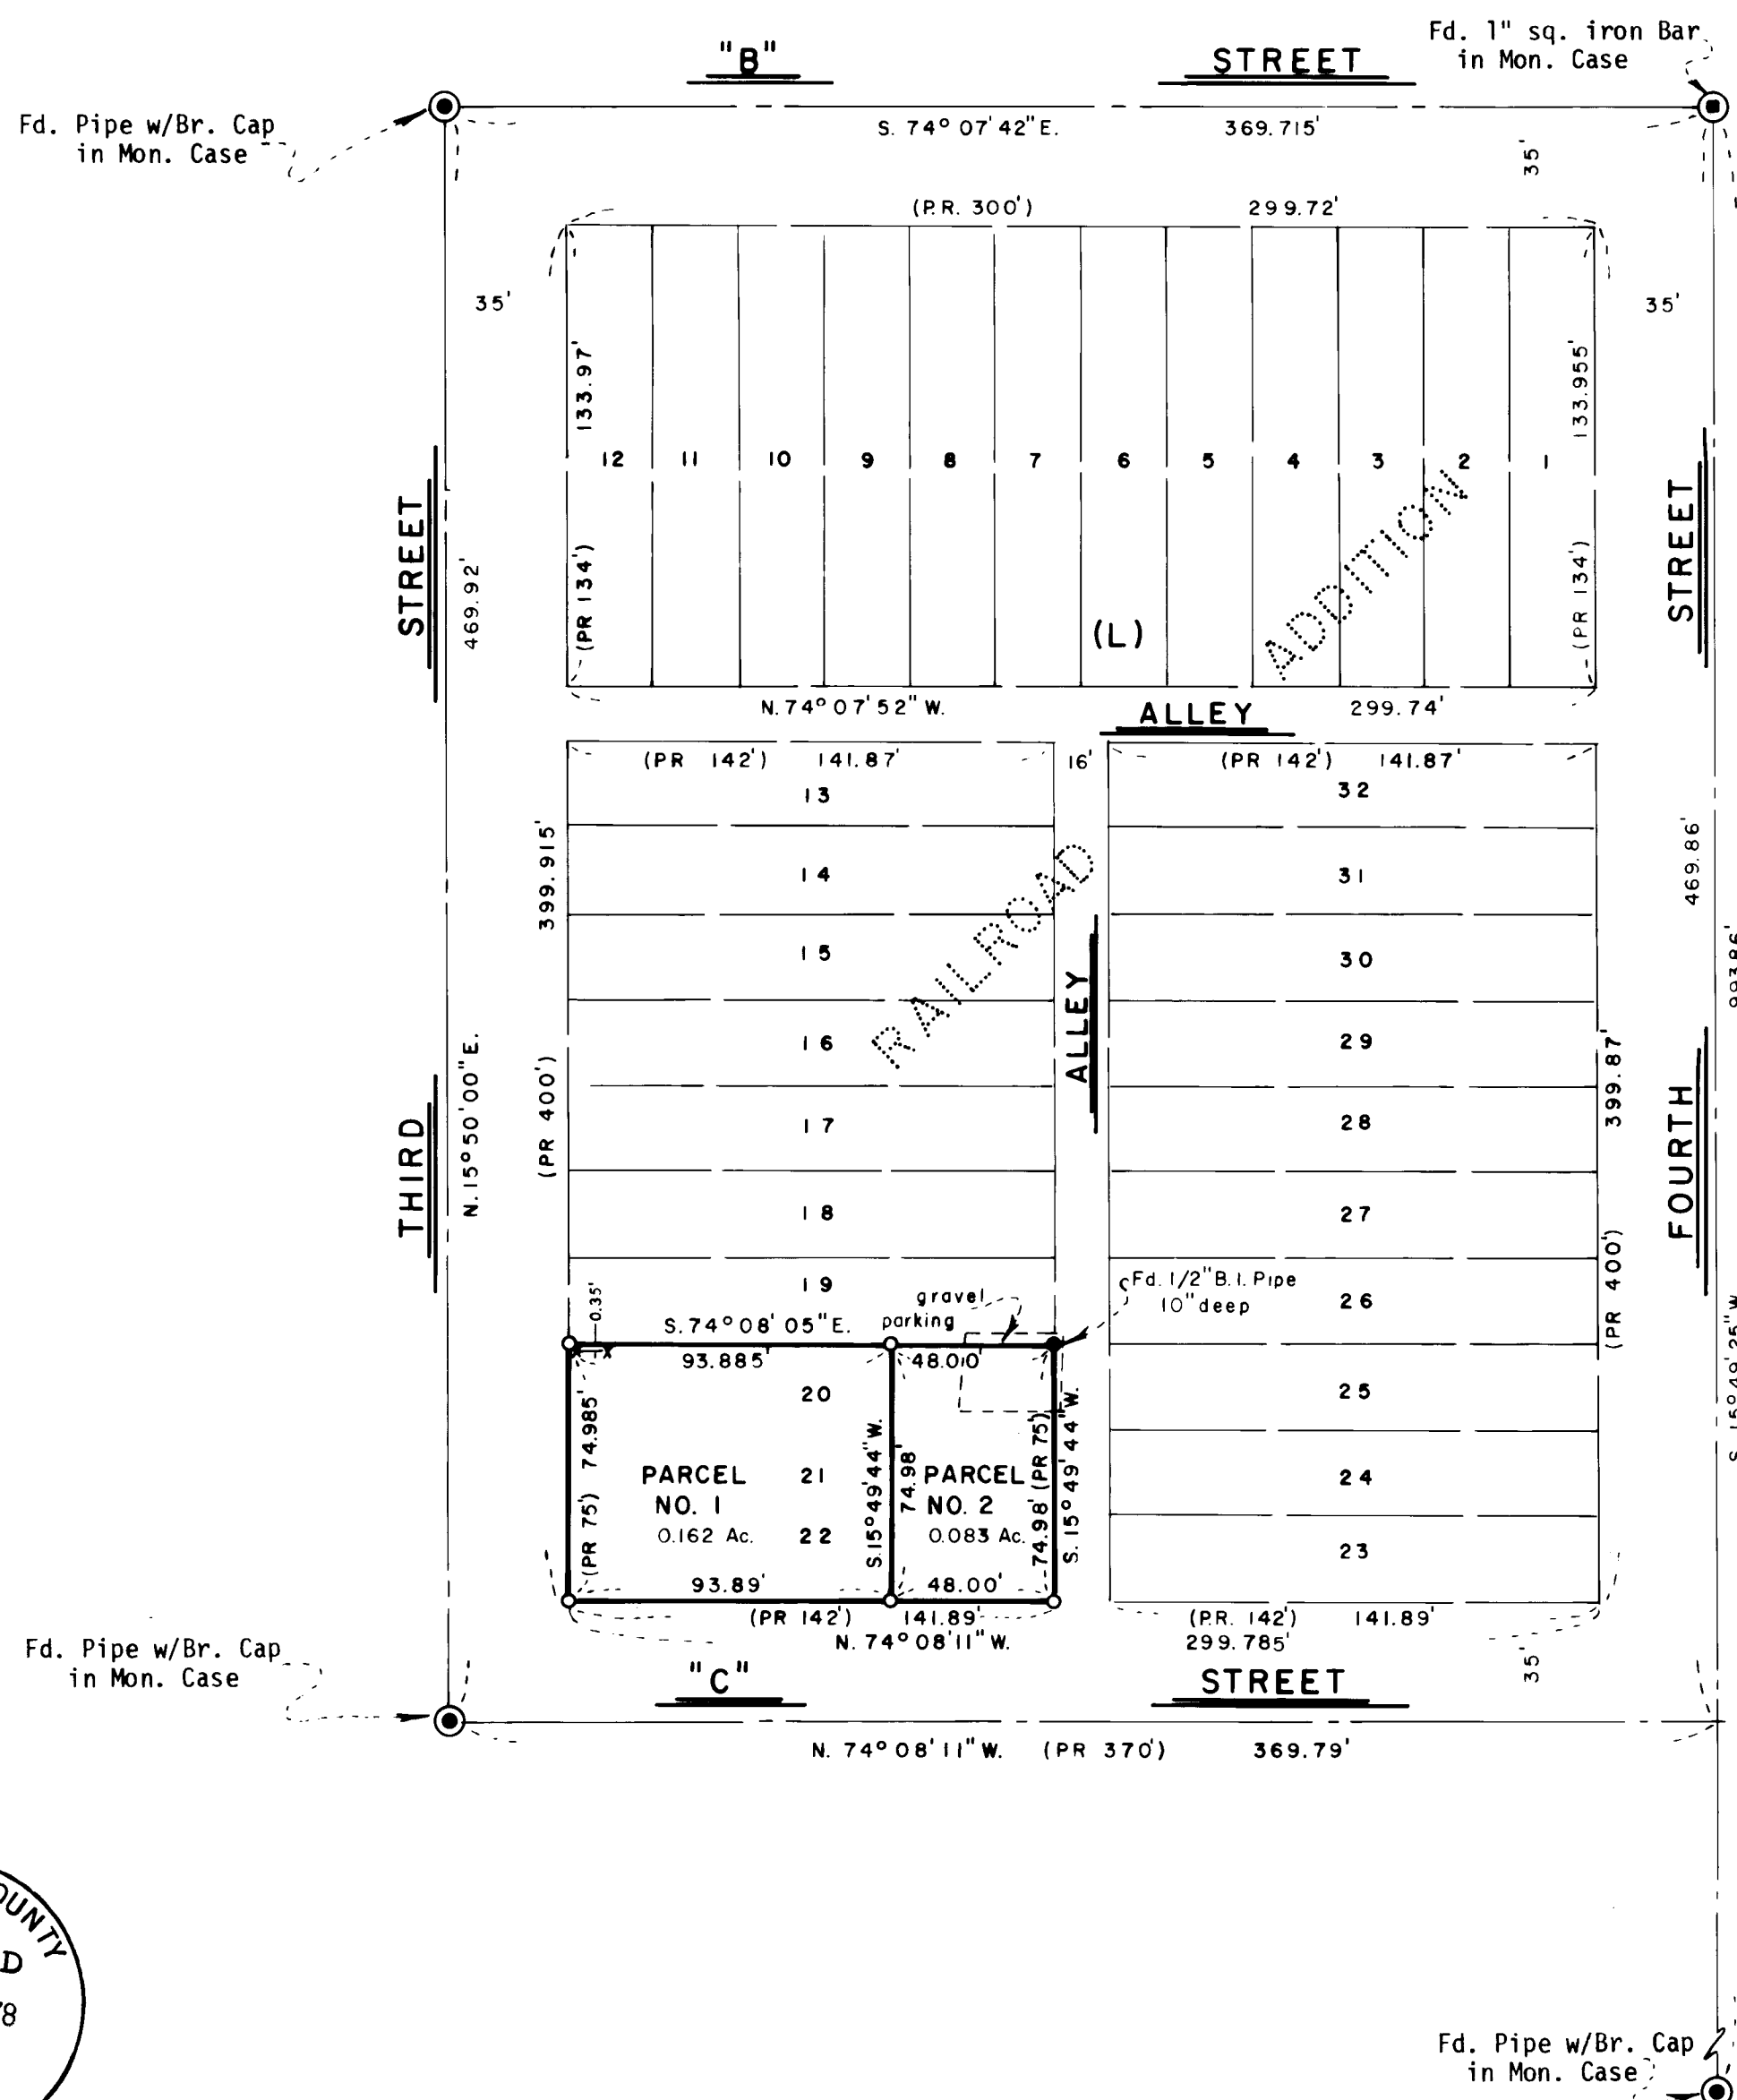 "B" STREET
Fd. 1" sq. iron Bar
in Mon. Case
Fd. Pipe w/Br. Cap
in Mon. Case
S. 74° 07' 42" E. 369.715'
35'
(P.R. 300') 299.72'
35'
35'
133.97'
133.955'
12 11 10 9 8 7 6 5 4 3 2 1
STREET
STREET
469.92'
(PR 134')
(PR 134')
(L)
ADDITION
N. 74° 07' 52" W.
ALLEY
299.74'
(PR 142') 141.87'
16'
(PR 142') 141.87'
13
32
399.915'
469.86'
14
31
RAILROAD
15
30
993.86'
ALLEY
16
29
399.87'
N. 15° 50' 00" E.
(PR 400')
THIRD
FOURTH
17
28
18
27
19
26
(PR 400')
0.35'
gravel
parking
Fd. 1/2" B.I. Pipe
10" deep
S. 74° 08' 05" E.
S. 15° 49' 25" W.
93.885'
48.010'
20
25
74.985'
(PR 75')
S. 15° 49' 44" W.
74.98'
74.98' (PR 75')
S. 15° 49' 44" W.
PARCEL
NO. 1
0.162 Ac.
21
22
PARCEL
NO. 2
0.083 Ac.
24
23
93.89'
48.00'
(PR 142') 141.89'
(P.R. 142') 141.89'
N. 74° 08' 11" W.
299.785'
35'
Fd. Pipe w/Br. Cap
in Mon. Case
"C" STREET
N. 74° 08' 11" W. (PR 370') 369.79'
OUNTY
D
78
Fd. Pipe w/Br. Cap
in Mon. Case